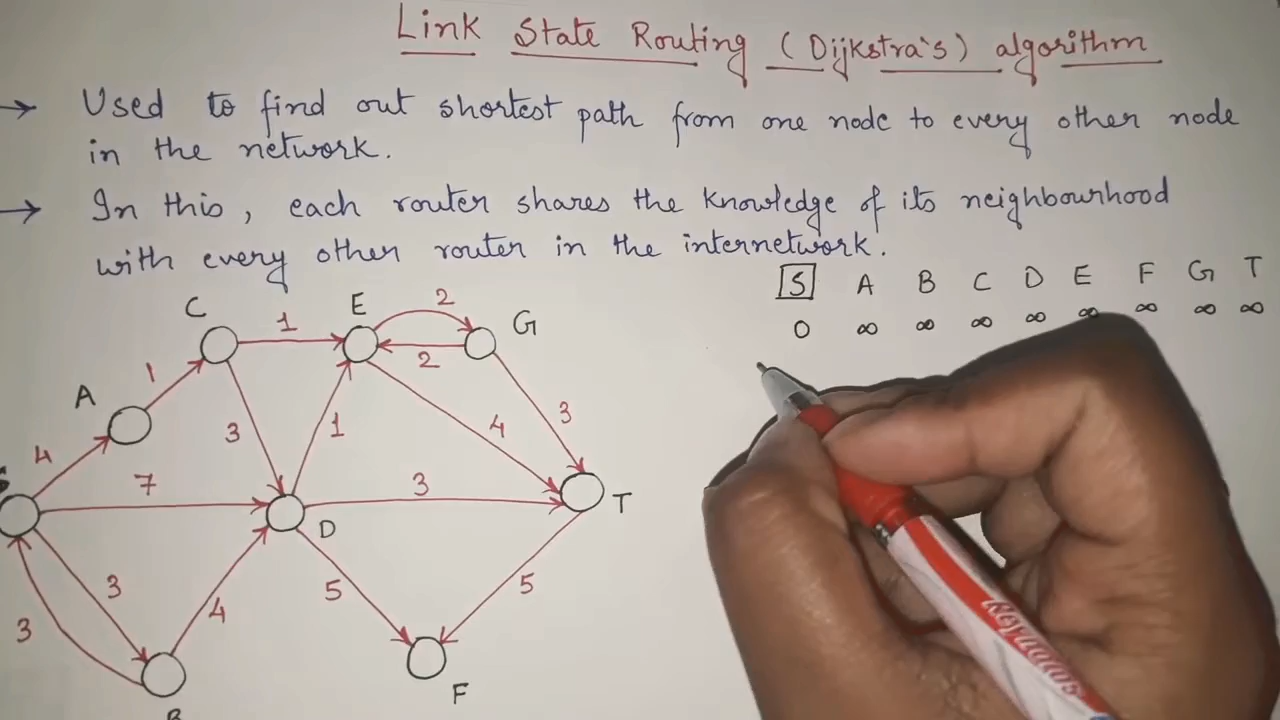 Link State Routing (Dijkstra's) algorithm
→ Used to find out shortest path from one node to every other node
in the network.
→ In this, each router shares the knowledge of its neighbourhood
with every other router in the internetwork.
S A B C D E F G T
0 ∞ ∞ ∞ ∞ ∞ ∞ ∞ ∞
C E 2 G
1
2
A 1
3 1 4 3
4
7 3 T
D
3 5 5
3 4
F
B
Reynolds